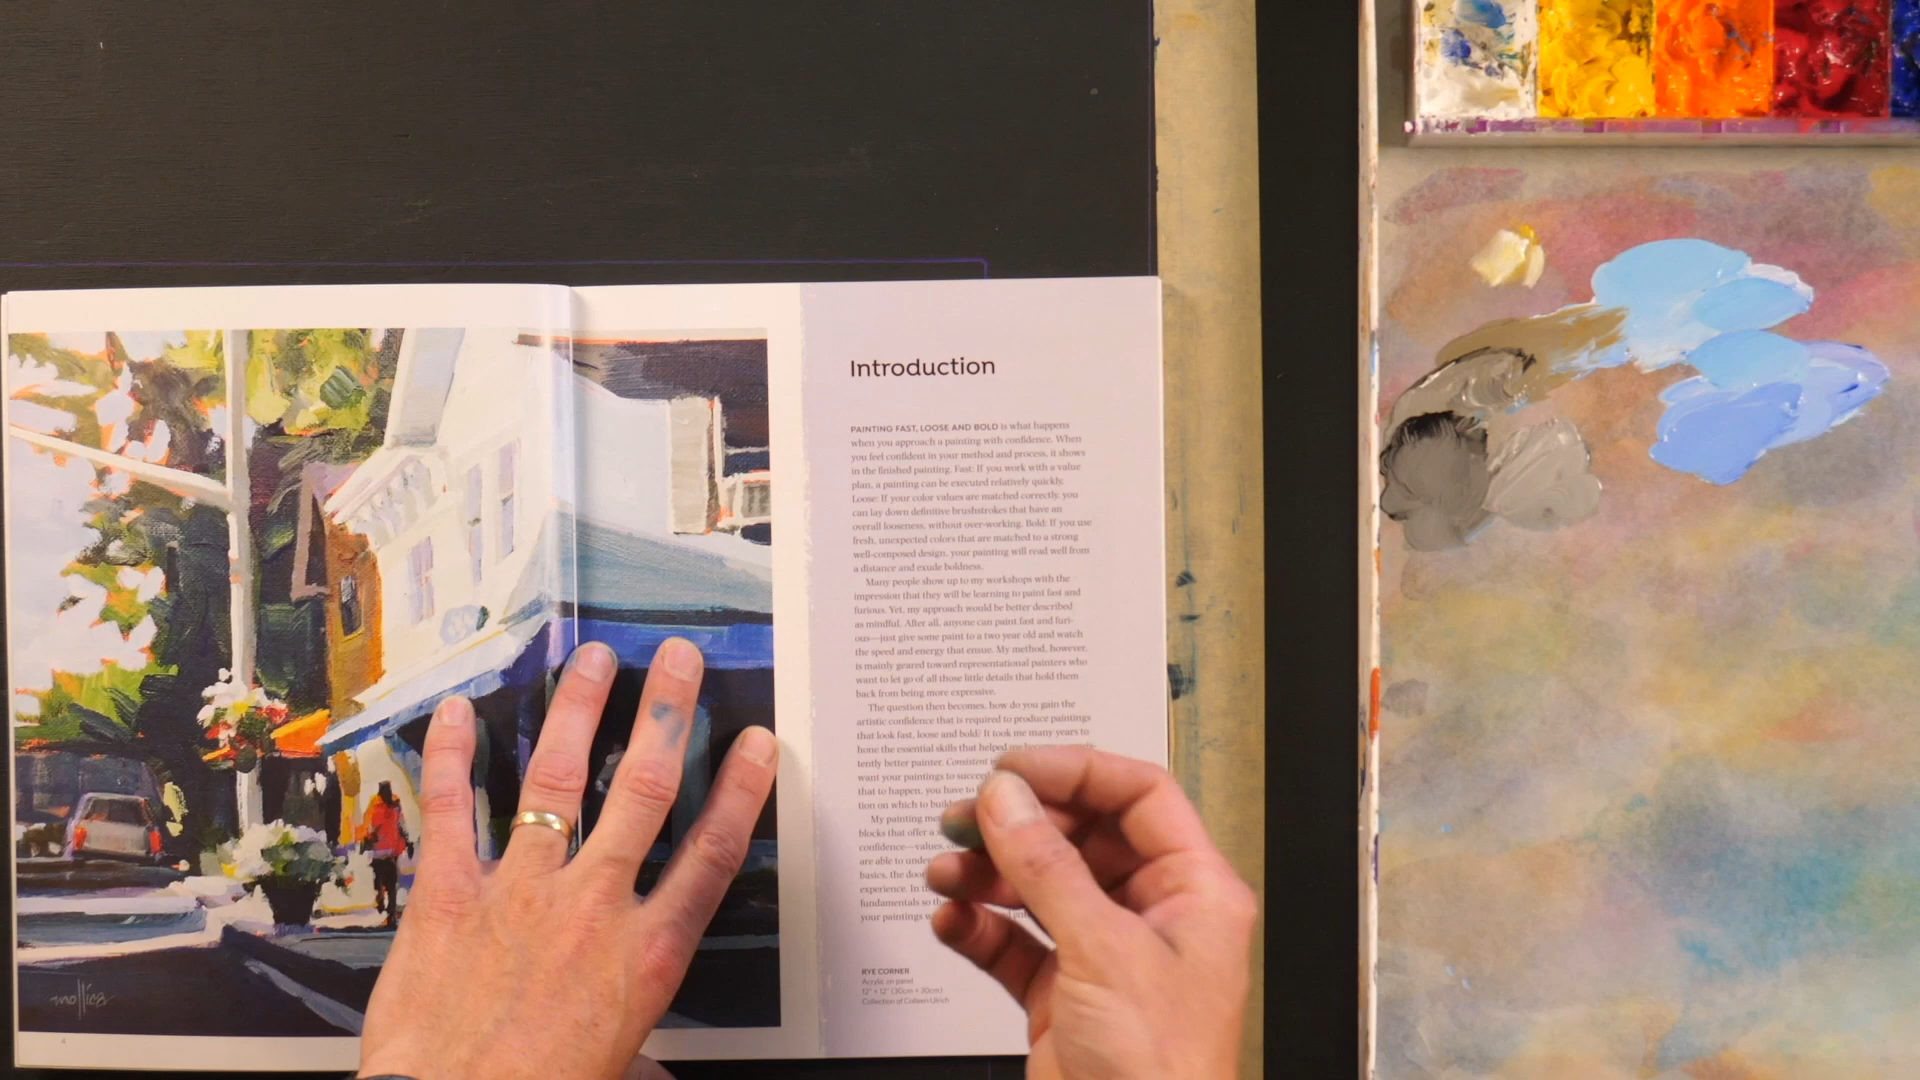 Introduction
PAINTING FAST, LOOSE AND BOLD is what happens
when you approach a painting with confidence. When
you feel confident in your method and process, it shows
in the finished painting. Fast: If you work with a value
plan, a painting can be executed relatively quickly.
Loose: If your color values are matched correctly, you
can lay down definitive brushstrokes that have an
overall looseness, without over-working. Bold: If you use
fresh, unexpected colors that are matched to a strong
well-composed design, your painting will read well from
a distance and exude boldness.
Many people show up to my workshops with the
impression that they will be learning to paint fast and
furious. Yet, my approach would be better described
as mindful. After all, anyone can paint fast and furi-
ous—just give some paint to a two year old and watch
the speed and energy that ensue. My method, however,
is mainly geared toward representational painters who
want to let go of all those little details that hold them
back from being more expressive.
The question then becomes, how do you gain the
artistic confidence that is required to produce paintings
that look fast, loose and bold? It took me many years to
hone the essential skills that helped me become
tently better painter. Consistent
want your paintings to succeed
that to happen, you have to
tion on which to build
My painting
blocks that offer a
confidence—values,
are able to
basics, the
experience. In
fundamentals so
your paintings
RYE CORNER
Acrylic on panel
12" × 12" (30cm × 30cm)
Collection of Colleen Ulrich
mollica
4